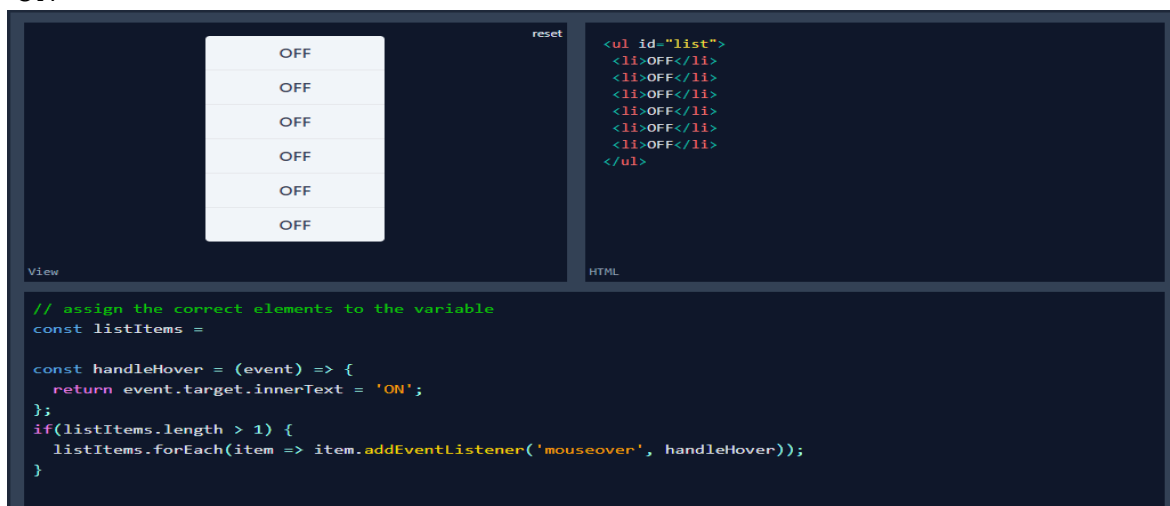 reset
OFF
OFF
OFF
OFF
OFF
OFF
View
<ul id="list">
<li>OFF</li>
<li>OFF</li>
<li>OFF</li>
<li>OFF</li>
<li>OFF</li>
<li>OFF</li>
</ul>
HTML
// assign the correct elements to the variable
const listItems =
const handleHover = (event) => {
return event.target.innerText = 'ON';
};
if(listItems.length > 1) {
listItems.forEach(item => item.addEventListener('mouseover', handleHover));
}